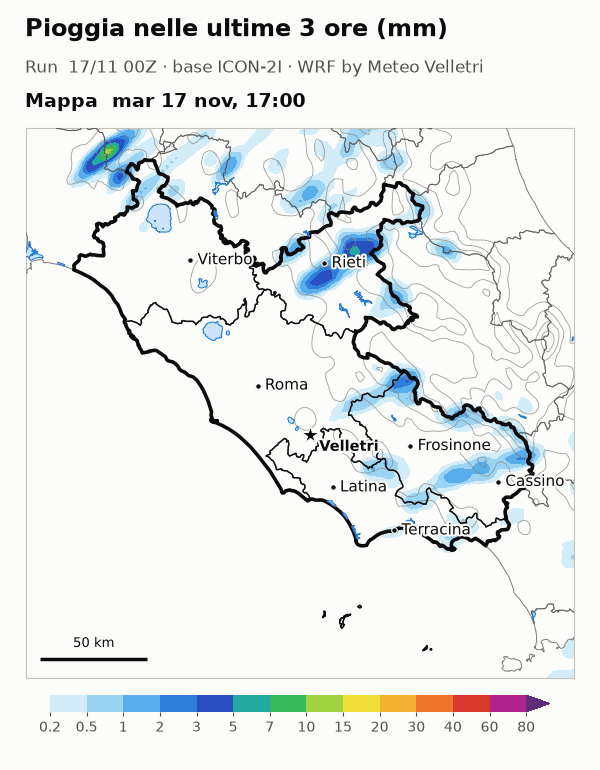 Pioggia nelle ultime 3 ore (mm)
Run  17/11 00Z · base ICON-2I · WRF by Meteo Velletri
Mappa  mar 17 nov, 17:00
Viterbo
Rieti
Roma
Velletri
Frosinone
Latina
Cassino
Terracina
50 km
0.2 0.5 1 2 3 5 7 10 15 20 30 40 60 80